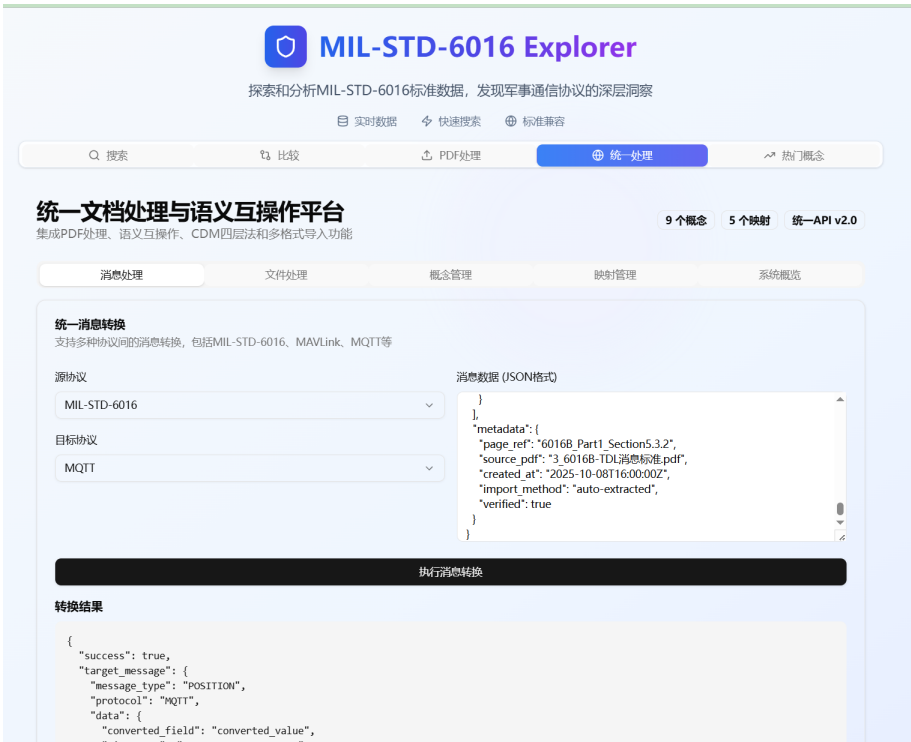 MIL-STD-6016 Explorer
探索和分析MIL-STD-6016标准数据，发现军事通信协议的深层洞察
实时数据 快速搜索 标准兼容
搜索 比较 PDF处理 统一处理 热门概念
统一文档处理与语义互操作平台
集成PDF处理、语义互操作、CDM四层法和多格式导入功能
9 个概念 5 个映射 统一API v2.0
消息处理 文件处理 概念管理 映射管理 系统概览
统一消息转换
支持多种协议间的消息转换，包括MIL-STD-6016、MAVLink、MQTT等
源协议
MIL-STD-6016
目标协议
MQTT
消息数据 (JSON格式)
}
],
"metadata": {
"page_ref": "6016B_Part1_Section5.3.2",
"source_pdf": "3_6016B-TDL消息标准.pdf",
"created_at": "2025-10-08T16:00:00Z",
"import_method": "auto-extracted",
"verified": true
}
}
执行消息转换
转换结果
{
"success": true,
"target_message": {
"message_type": "POSITION",
"protocol": "MQTT",
"data": {
"converted_field": "converted_value",